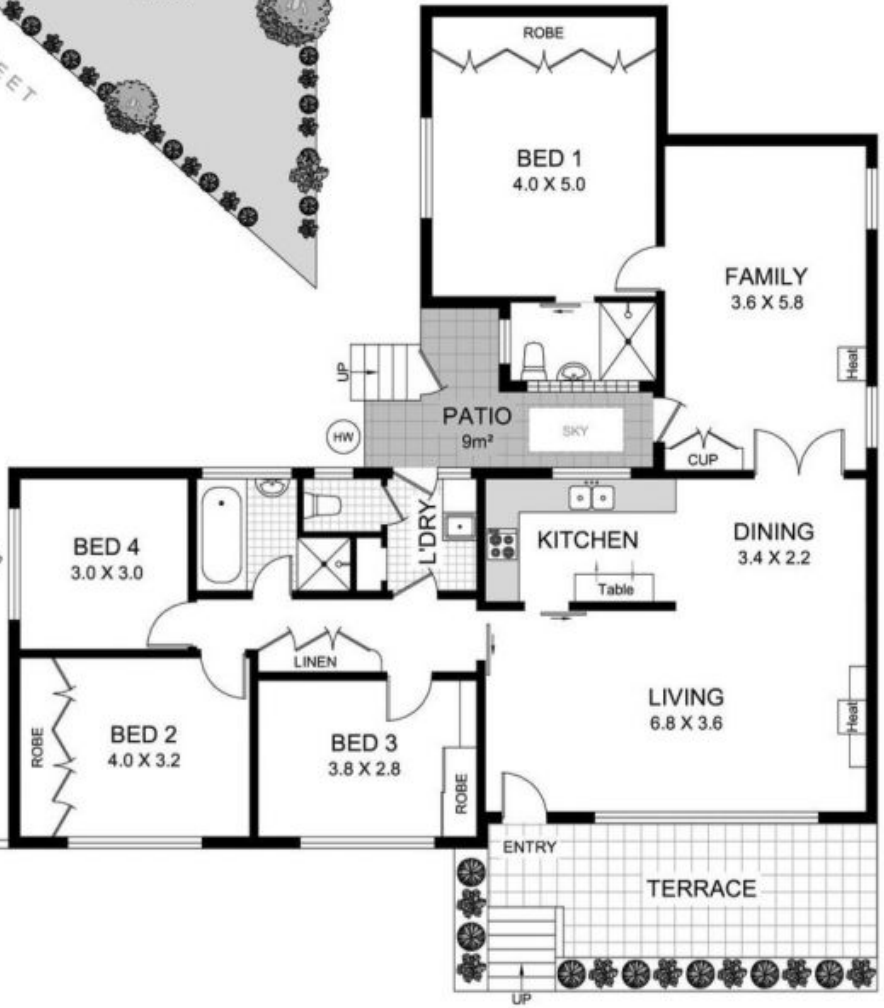 EET
ROBE
BED 1
4.0 X 5.0
FAMILY
3.6 X 5.8
Heat
UP
PATIO
9m²
SKY
HW
CUP
BED 4
3.0 X 3.0
L'DRY
KITCHEN
Table
DINING
3.4 X 2.2
LINEN
ROBE
BED 2
4.0 X 3.2
BED 3
3.8 X 2.8
ROBE
LIVING
6.8 X 3.6
Heat
ENTRY
TERRACE
UP